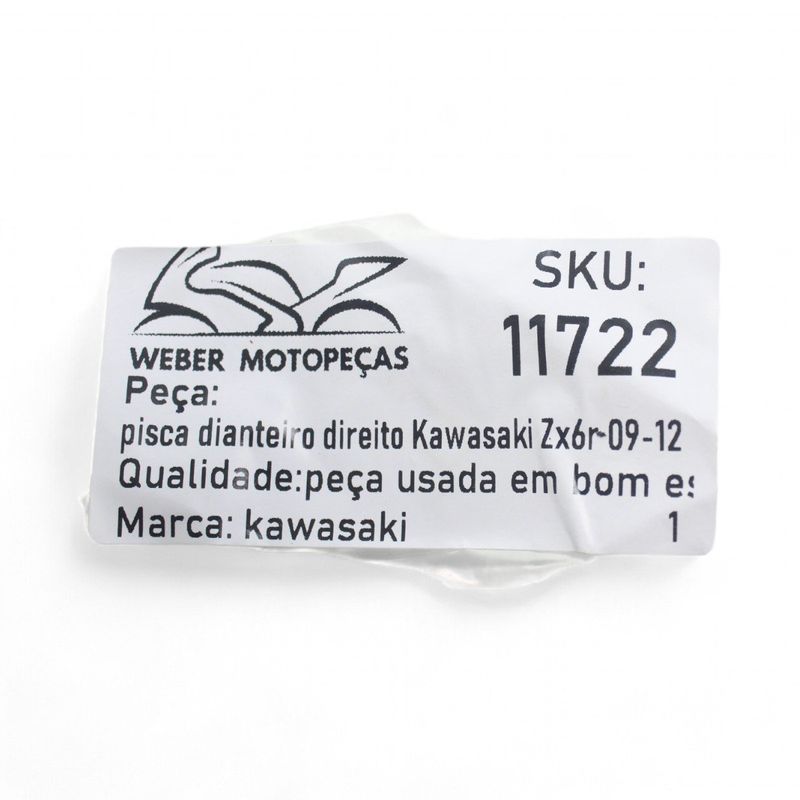 SKU:
11722
WEBER MOTOPEÇAS
Peça:
pisca dianteiro direito Kawasaki Zx6r-09-12
Qualidade:peça usada em bom es
Marca: kawasaki 1